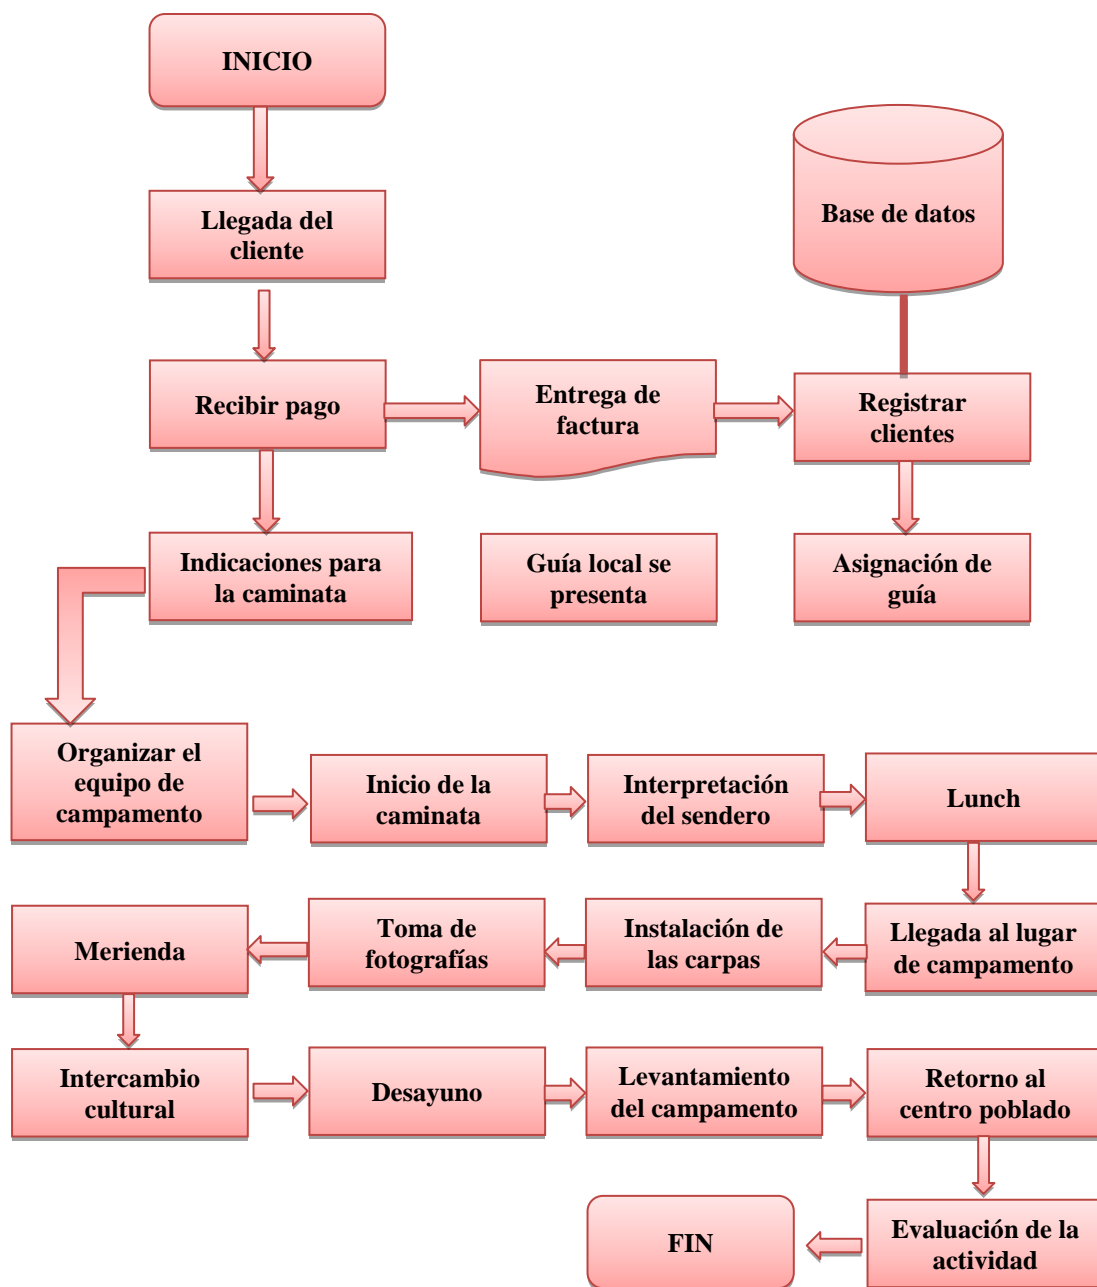 INICIO
Base de datos
Llegada del
cliente
Recibir pago
Entrega de
factura
Registrar
clientes
Indicaciones para
la caminata
Guía local se
presenta
Asignación de
guía
Organizar el
equipo de
campamento
Inicio de la
caminata
Interpretación
del sendero
Lunch
Merienda
Toma de
fotografías
Instalación de
las carpas
Llegada al lugar
de campamento
Intercambio
cultural
Desayuno
Levantamiento
del campamento
Retorno al
centro poblado
FIN
Evaluación de la
actividad